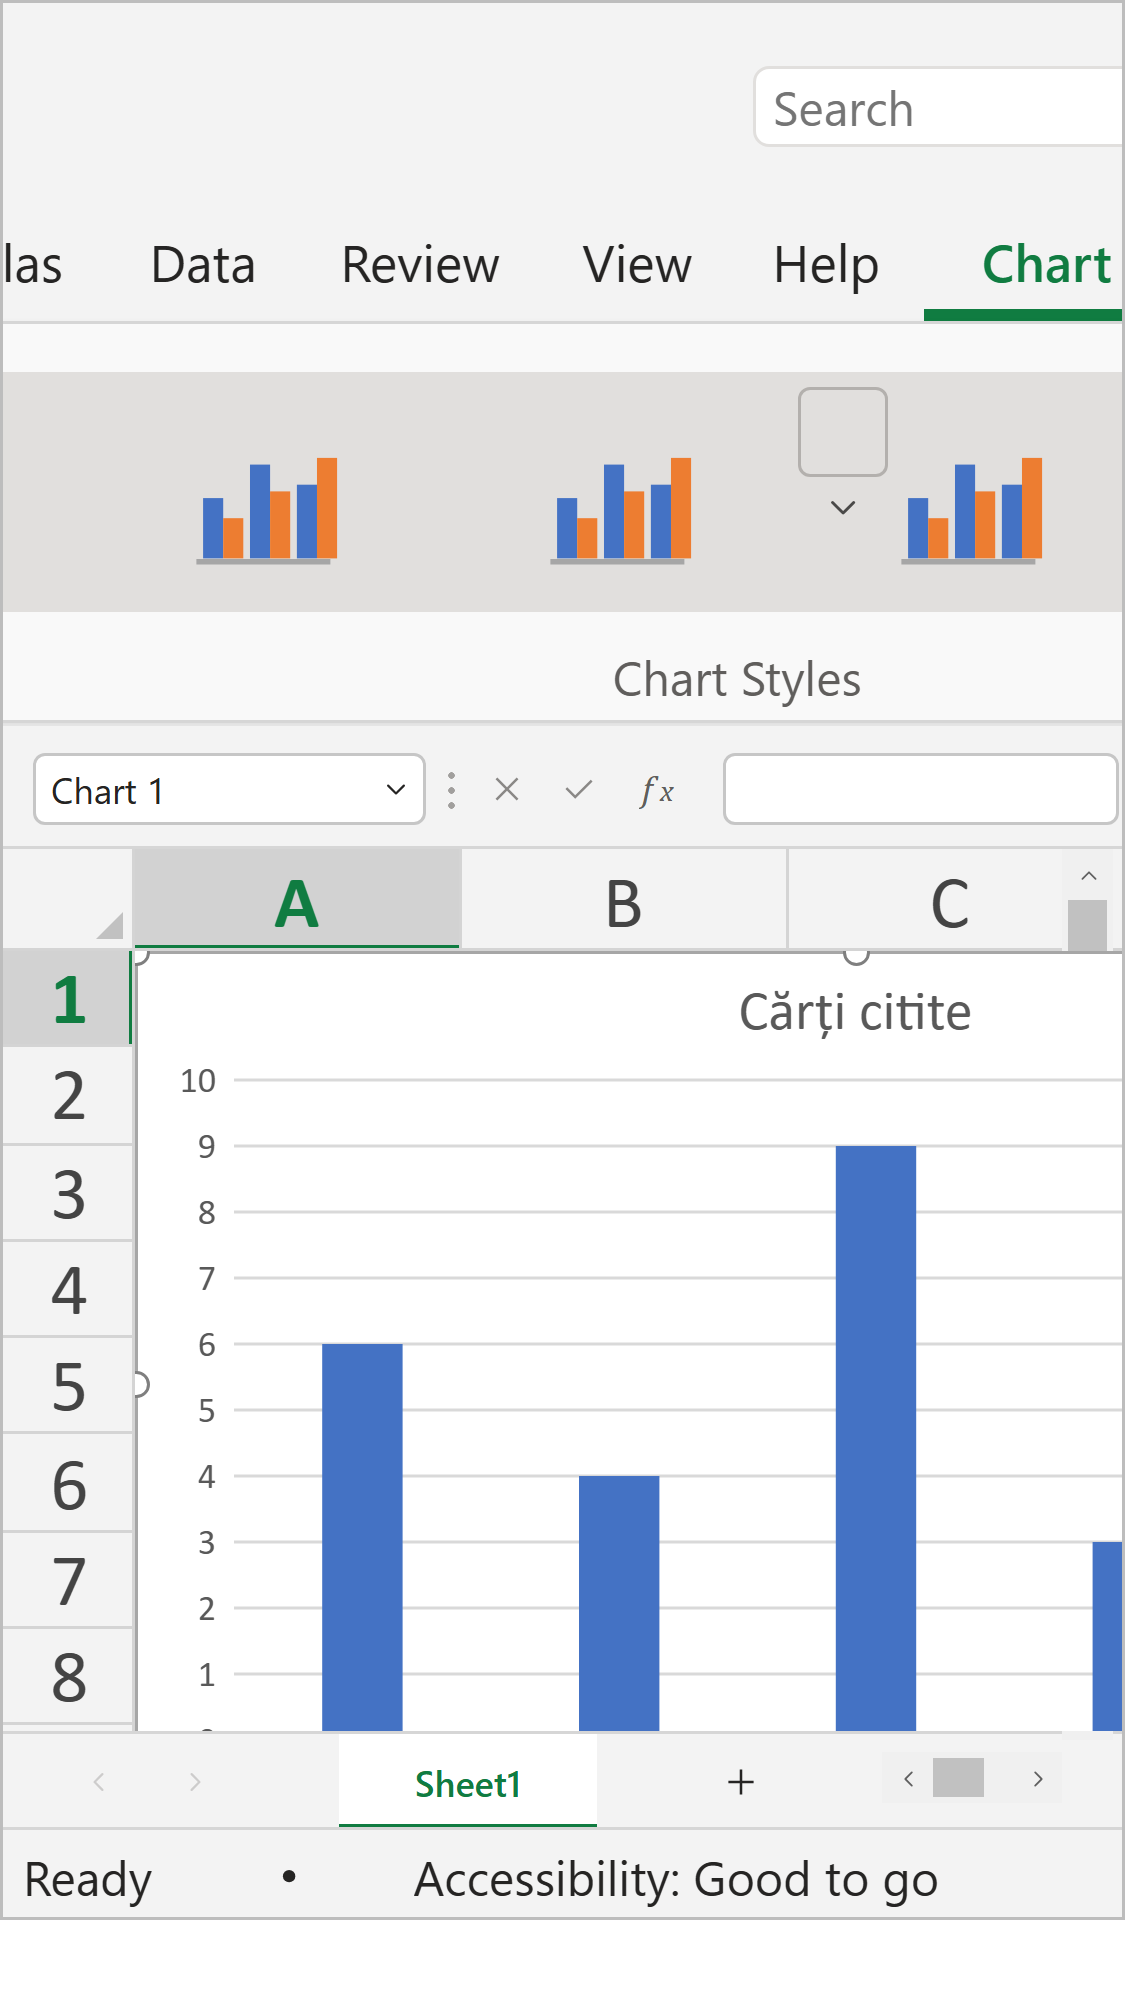 Search
las Data Review View Help Chart
Chart Styles
Chart 1 fx
A B C
1
2
3
4
5
6
7
8
Cărți citite
10
9
8
7
6
5
4
3
2
1
Sheet1 +
Ready • Accessibility: Good to go